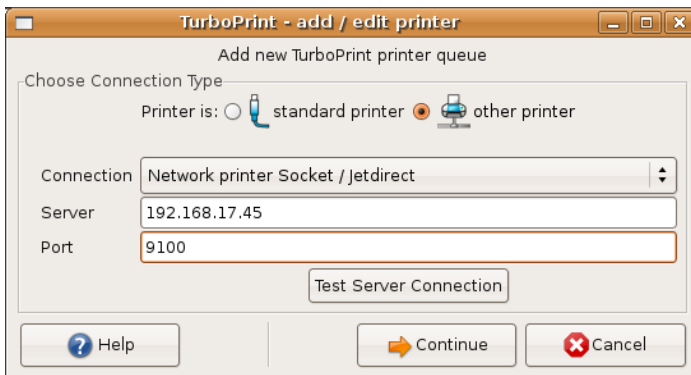 TurboPrint - add / edit printer
Add new TurboPrint printer queue
Choose Connection Type
Printer is: standard printer other printer
Connection Network printer Socket / Jetdirect
Server 192.168.17.45
Port 9100
Test Server Connection
Help Continue Cancel